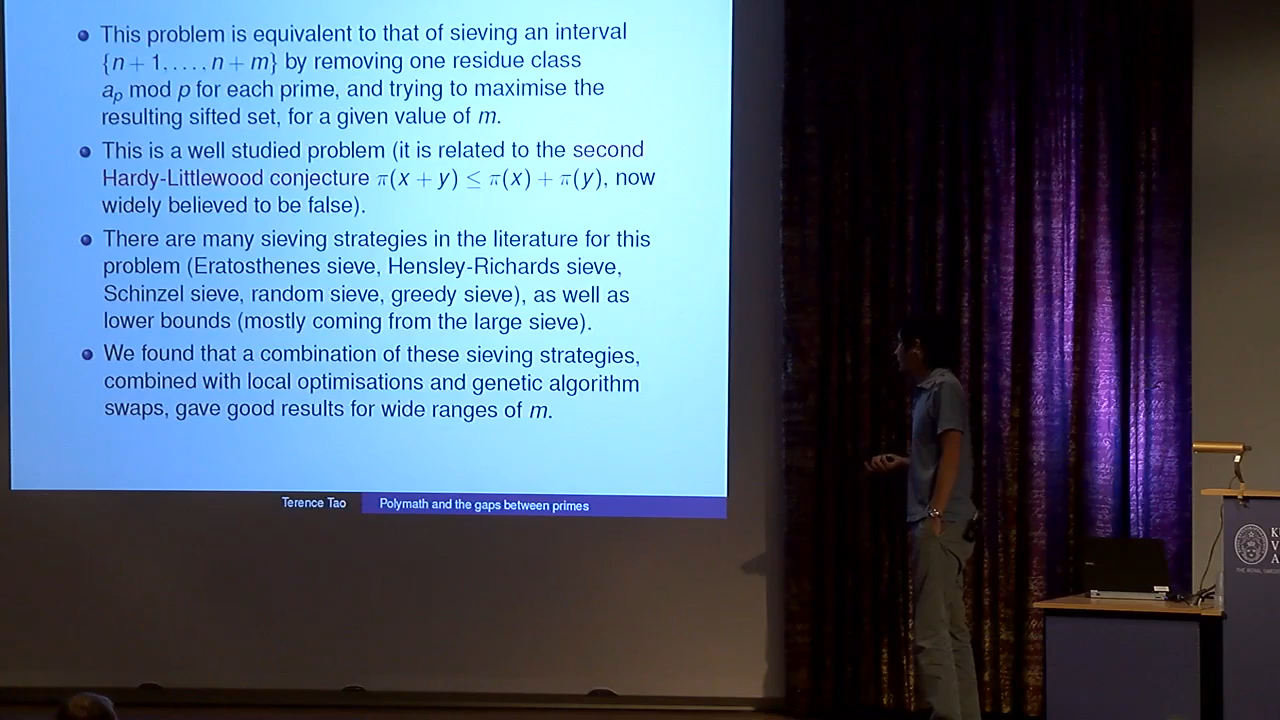 This problem is equivalent to that of sieving an interval
{n + 1, . . . , n + m} by removing one residue class
aₚ mod p for each prime, and trying to maximise the
resulting sifted set, for a given value of m.
This is a well studied problem (it is related to the second
Hardy-Littlewood conjecture π(x + y) ≤ π(x) + π(y), now
widely believed to be false).
There are many sieving strategies in the literature for this
problem (Eratosthenes sieve, Hensley-Richards sieve,
Schinzel sieve, random sieve, greedy sieve), as well as
lower bounds (mostly coming from the large sieve).
We found that a combination of these sieving strategies,
combined with local optimisations and genetic algorithm
swaps, gave good results for wide ranges of m.
Terence Tao Polymath and the gaps between primes
K
V
A
THE ROYAL